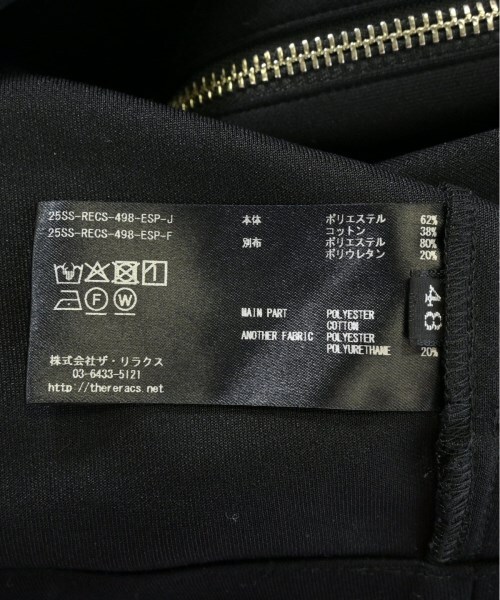 25SS-RECS-498-ESP-J
25SS-RECS-498-ESP-F
本体 ポリエステル 62%
コットン 38%
別布 ポリエステル 80%
ポリウレタン 20%
MAIN PART POLYESTER
COTTON
ANOTHER FABRIC POLYESTER
POLYURETHANE 20%
48
F W
株式会社ザ・リラクス
03-6433-5121
http://thereracs.net